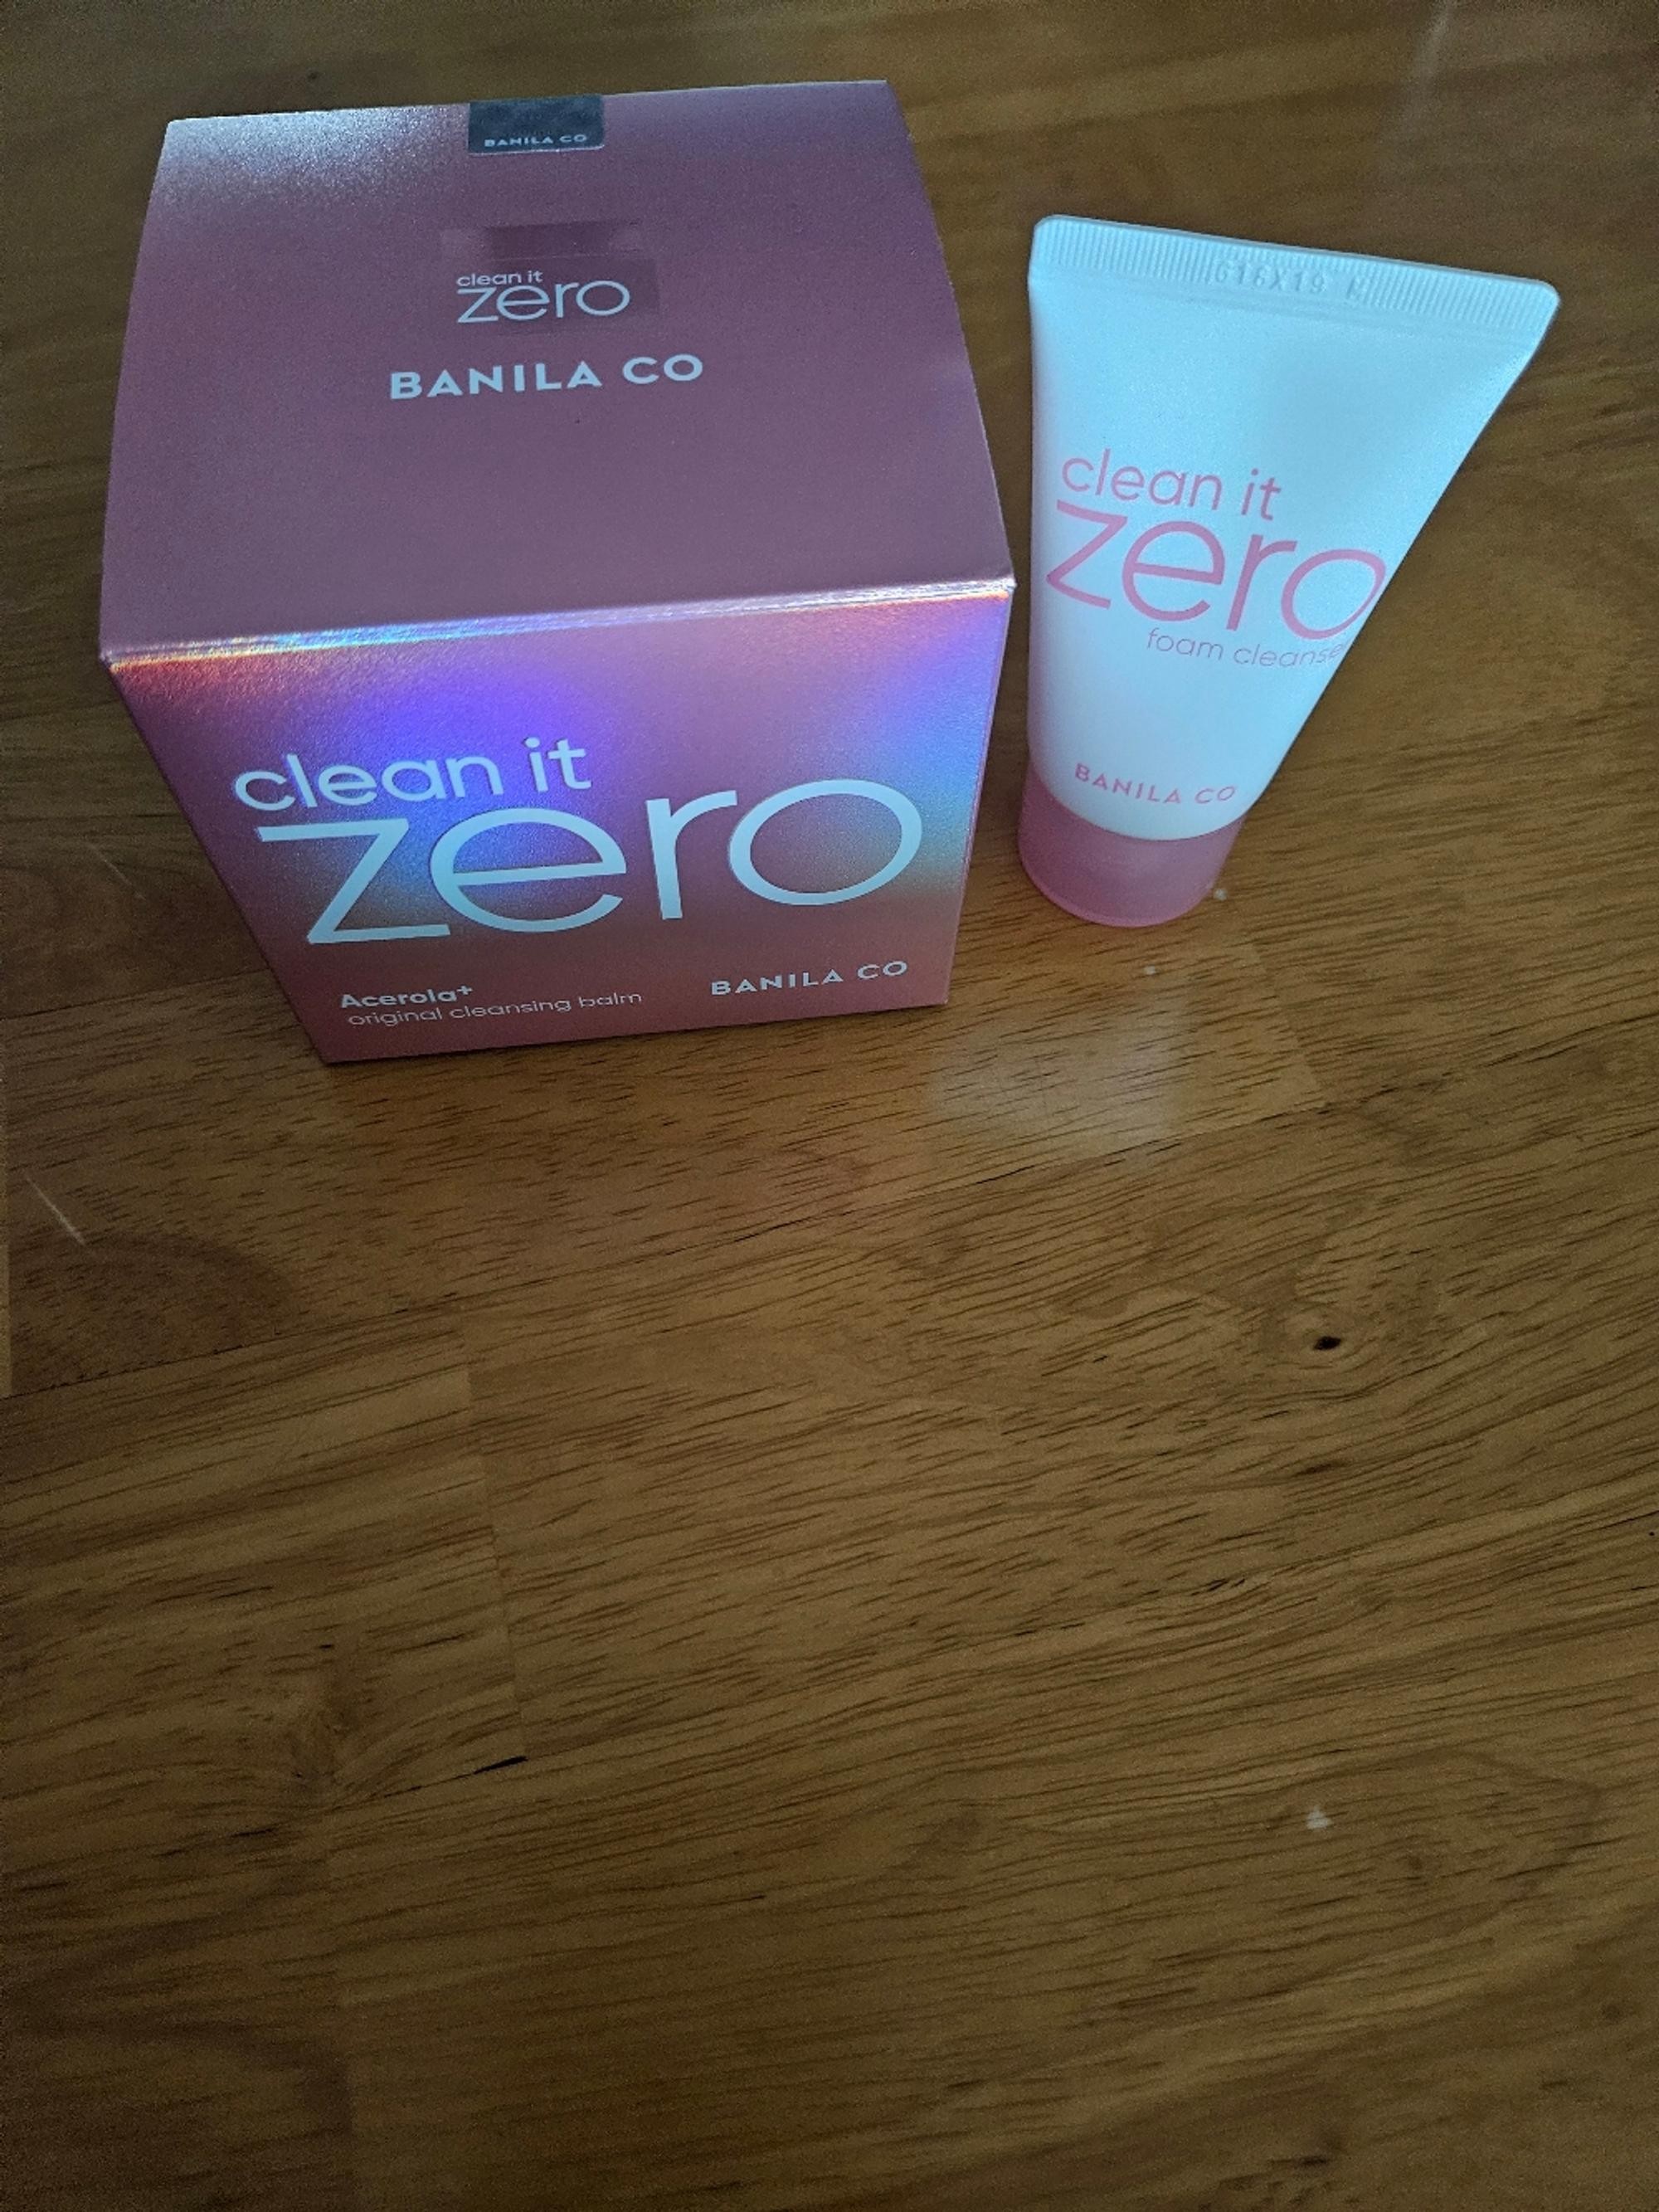 BANILA CO
clean it
zero
BANILA CO
clean it
zero
Acerola+
original cleansing balm
BANILA CO
clean it
zero
foam cleanse
BANILA CO